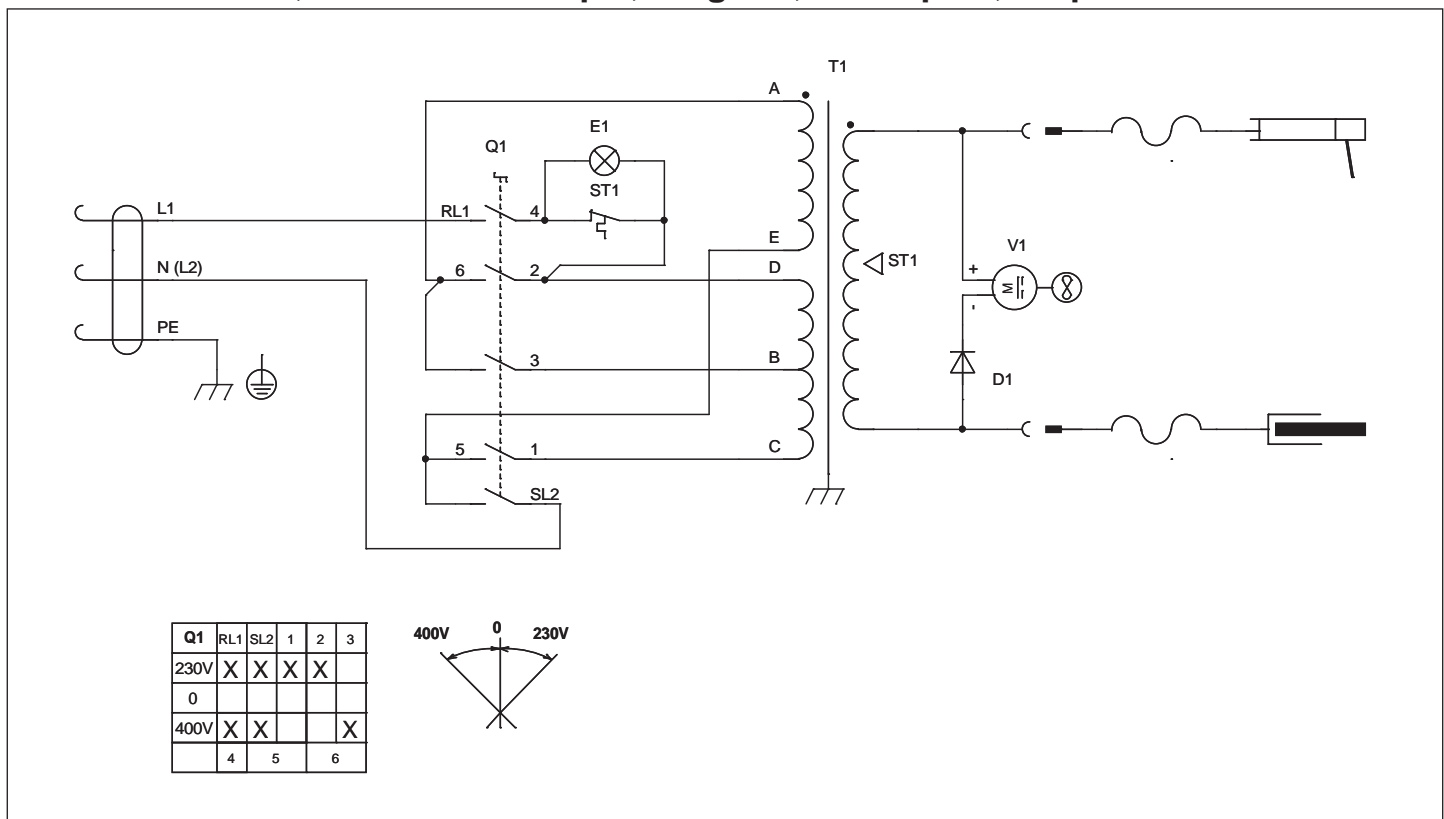 T1
A
E1
Q1
ST1
L1
RL1
4
E
V1
N (L2)
6
2
D
ST1
+
M
-
PE
3
B
D1
5
1
C
SL2
400V
0
230V
Q1 RL1 SL2 1 2 3
230V X X X X
0
400V X X X
4 5 6